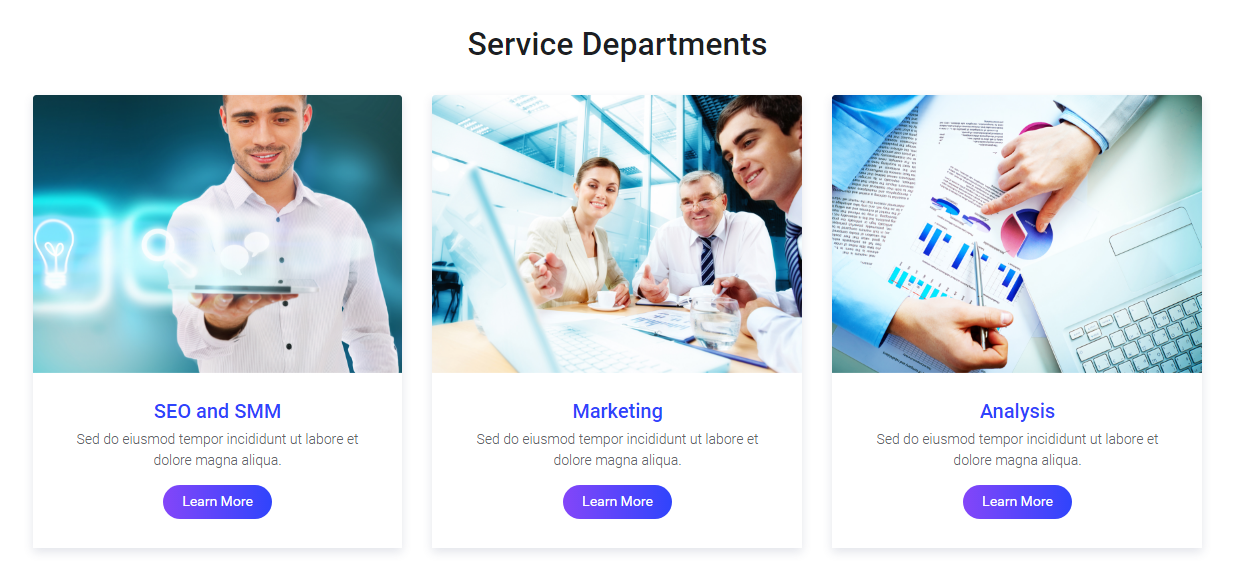 Service Departments
SEO and SMM
Sed do eiusmod tempor incididunt ut labore et
dolore magna aliqua.
Learn More
Marketing
Sed do eiusmod tempor incididunt ut labore et
dolore magna aliqua.
Learn More
Analysis
Sed do eiusmod tempor incididunt ut labore et
dolore magna aliqua.
Learn More